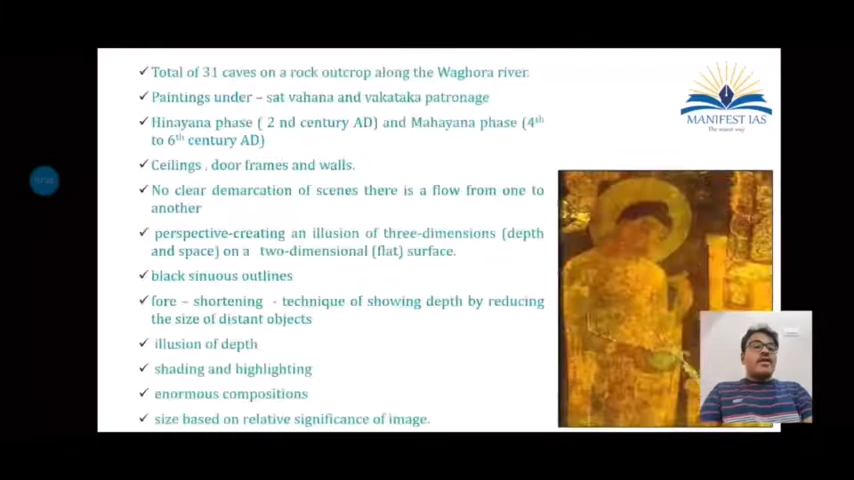 ✓ Total of 31 caves on a rock outcrop along the Waghora river.
✓ Paintings under – sat vahana and vakataka patronage
✓ Hinayana phase ( 2 nd century AD) and Mahayana phase (4th
to 6th century AD)
✓ Ceilings , door frames and walls.
✓ No clear demarcation of scenes there is a flow from one to
another
✓ perspective-creating an illusion of three-dimensions (depth
and space) on a two-dimensional (flat) surface.
✓ black sinuous outlines
✓ fore – shortening - technique of showing depth by reducing
the size of distant objects
✓ illusion of depth
✓ shading and highlighting
✓ enormous compositions
✓ size based on relative significance of image.
MANIFEST IAS